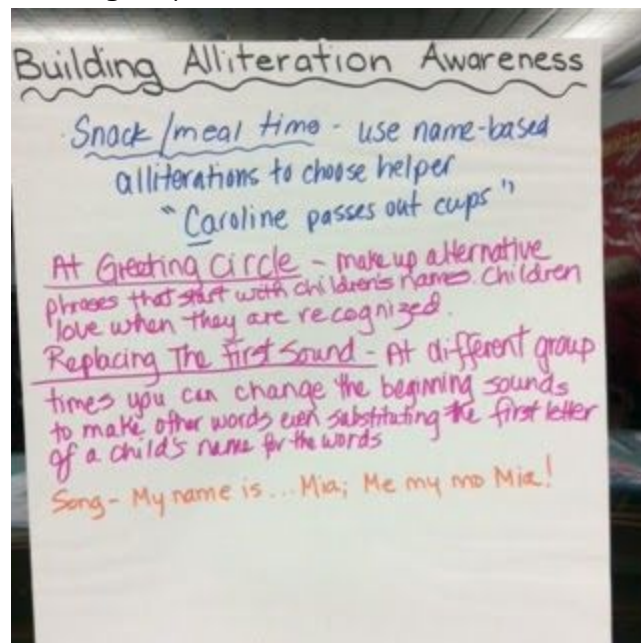 Building Alliteration Awareness
. Snack/meal time - use name-based
alliterations to choose helper
"Caroline passes out cups"
At Greeting Circle - make up alternative
phrases that start with children's names. Children
love when they are recognized.
Replacing The First Sound - At different group
times you can change the beginning sounds
to make other words even substituting the first letter
of a child's name for the words
Song - My name is... Mia; Me my mo Mia!